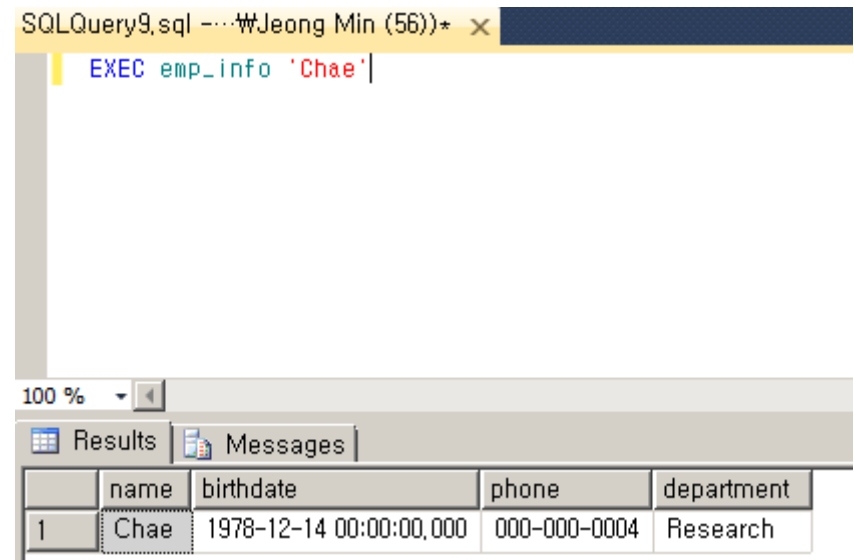 SQLQuery9.sql -...₩Jeong Min (56))* ×
EXEC emp_info 'Chae'
100 %
Results Messages
name birthdate phone department
1 Chae 1978-12-14 00:00:00,000 000-000-0004 Research